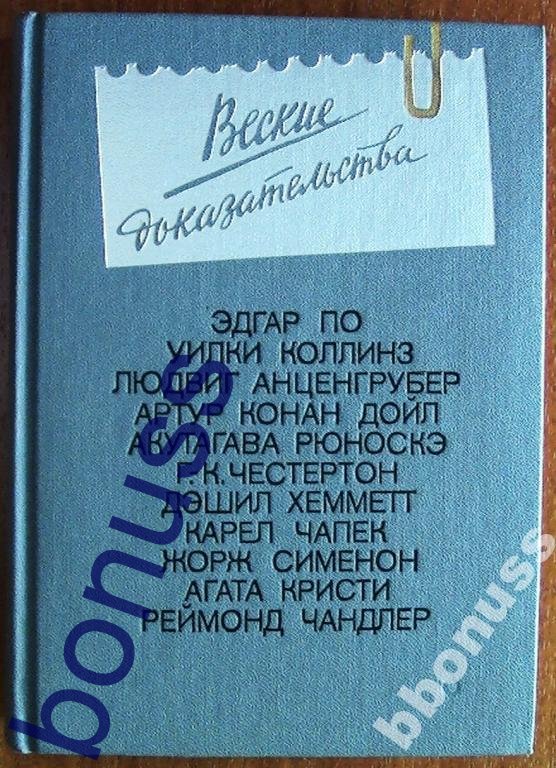 Веские
доказательства
ЭДГАР ПО
УИЛКИ КОЛЛИНЗ
ЛЮДВИГ АНЦЕНГРУБЕР
АРТУР КОНАН ДОЙЛ
АКУТАГАВА РЮНОСКЭ
Г. К. ЧЕСТЕРТОН
ДЭШИЛ ХЕММЕТТ
КАРЕЛ ЧАПЕК
ЖОРЖ СИМЕНОН
АГАТА КРИСТИ
РЕЙМОНД ЧАНДЛЕР
bonuss
bbonuss